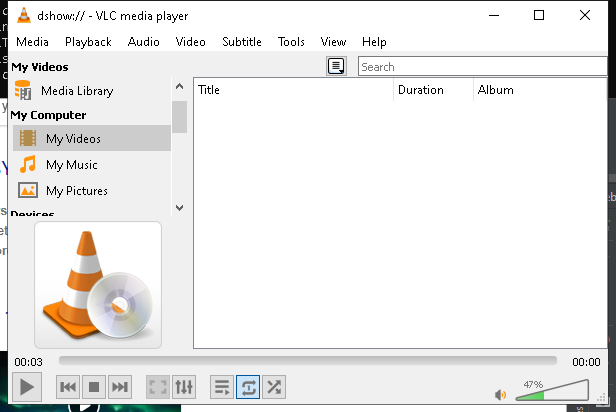 dshow:// - VLC media player
Media Playback Audio Video Subtitle Tools View Help
My Videos
Search
Media Library
Title Duration Album
My Computer
My Videos
My Music
My Pictures
Devices
00:03
00:00
47%